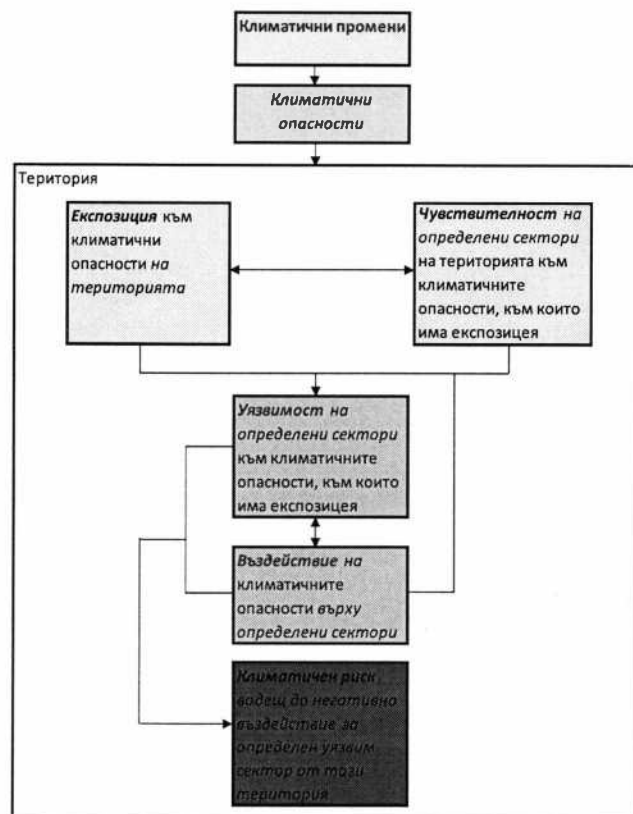 Климатични промени
Климатични
опасности
Територия
Експозиция към
климатични
опасности на
територията
Чувствителност на
определени сектори
на територията към
климатичните
опасности, към които
има експозицея
Уязвимост на
определени сектори
към климатичните
опасности, към които
има експозицея
Въздействие на
климатичните
опасности върху
определени сектори
Климатичен риск,
водещ до негативно
въздействие за
определен уязвим
сектор от тази
територия